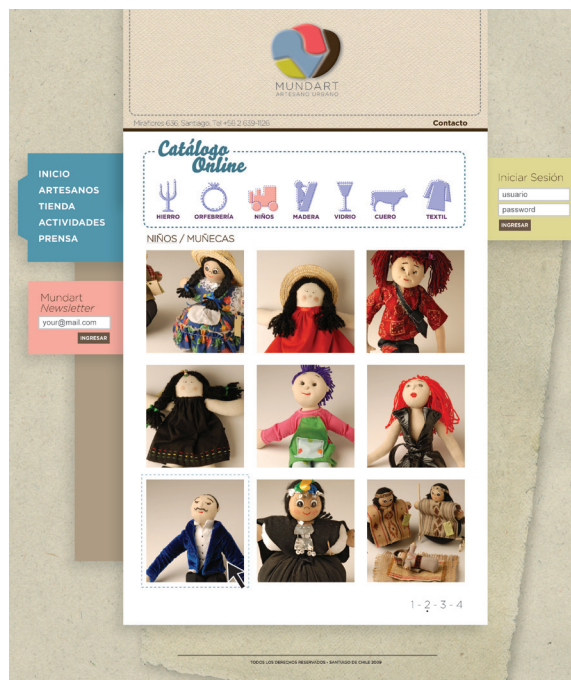 MUNDART
ARTESANO URBANO
Miraflores 636, Santiago, Tel +56 2 639-1126
Contacto
INICIO
ARTESANOS
TIENDA
ACTIVIDADES
PRENSA
Mundart
Newsletter
your@mail.com
INGRESAR
Catálogo
Online
HIERRO
ORFEBRERÍA
NIÑOS
MADERA
VIDRIO
CUERO
TEXTIL
NIÑOS / MUÑECAS
Iniciar Sesión
usuario
password
INGRESAR
1 - 2 - 3 - 4
TODOS LOS DERECHOS RESERVADOS - SANTIAGO DE CHILE 2009